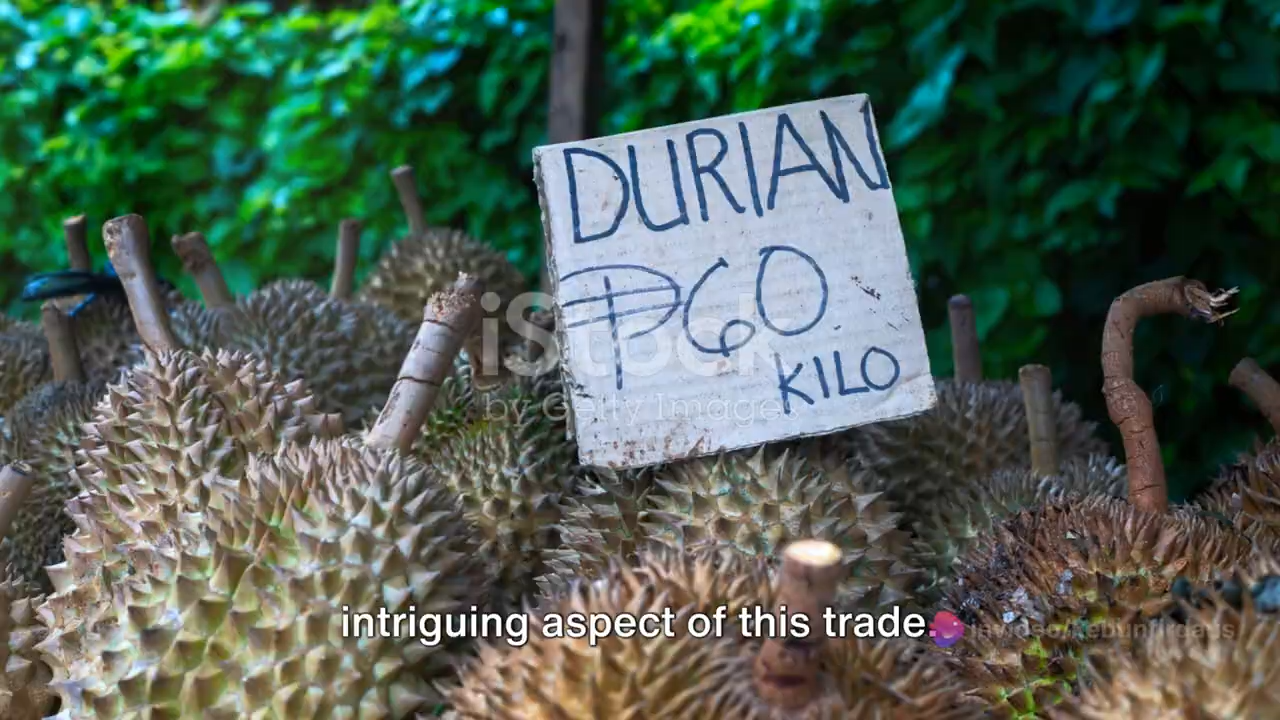 DURIAN
₱60
KILO
iStock
by Getty Images
intriguing aspect of this trade.